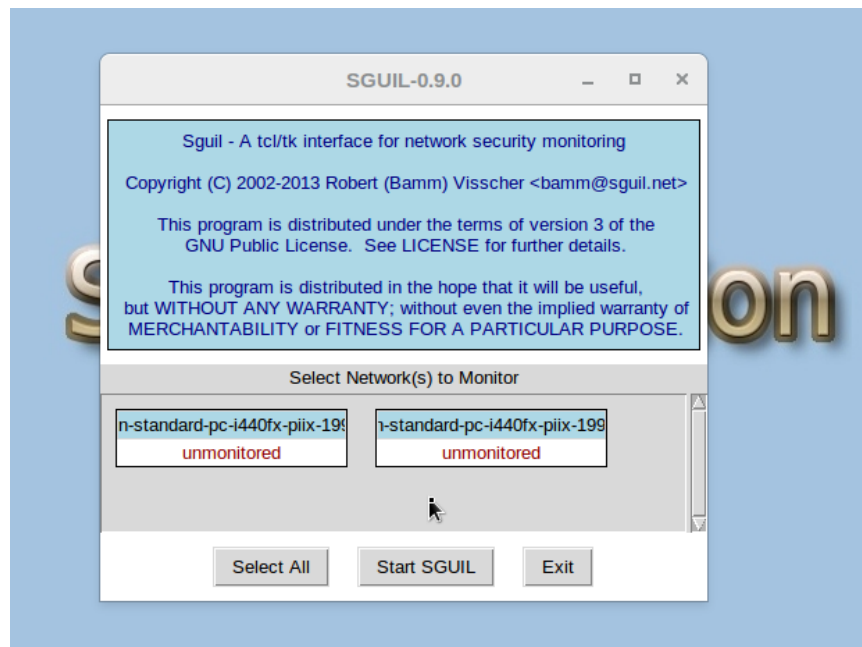 SGUIL-0.9.0
Sguil - A tcl/tk interface for network security monitoring
Copyright (C) 2002-2013 Robert (Bamm) Visscher <bamm@sguil.net>
This program is distributed under the terms of version 3 of the
GNU Public License. See LICENSE for further details.
This program is distributed in the hope that it will be useful,
but WITHOUT ANY WARRANTY; without even the implied warranty of
MERCHANTABILITY or FITNESS FOR A PARTICULAR PURPOSE.
S on
Select Network(s) to Monitor
n-standard-pc-i440fx-piix-199 n-standard-pc-i440fx-piix-199
unmonitored unmonitored
Select All Start SGUIL Exit